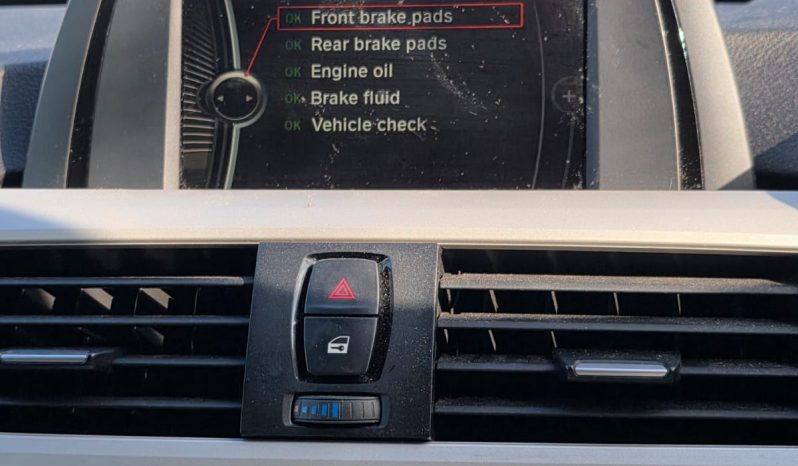 OK Front brake pads
OK Rear brake pads
OK Engine oil
OK Brake fluid
OK Vehicle check